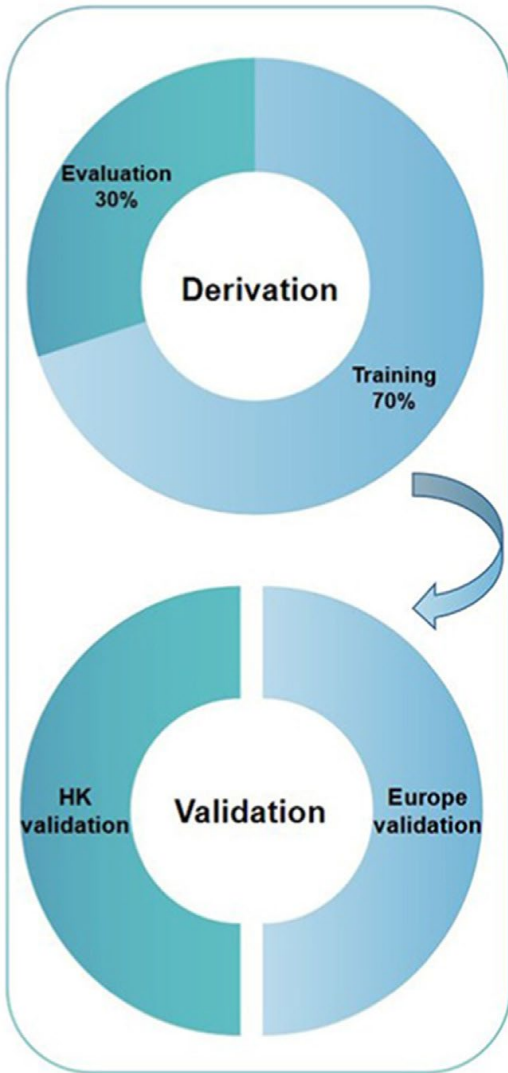 Evaluation
30%
Derivation
Training
70%
HK
validation
Validation
Europe
validation